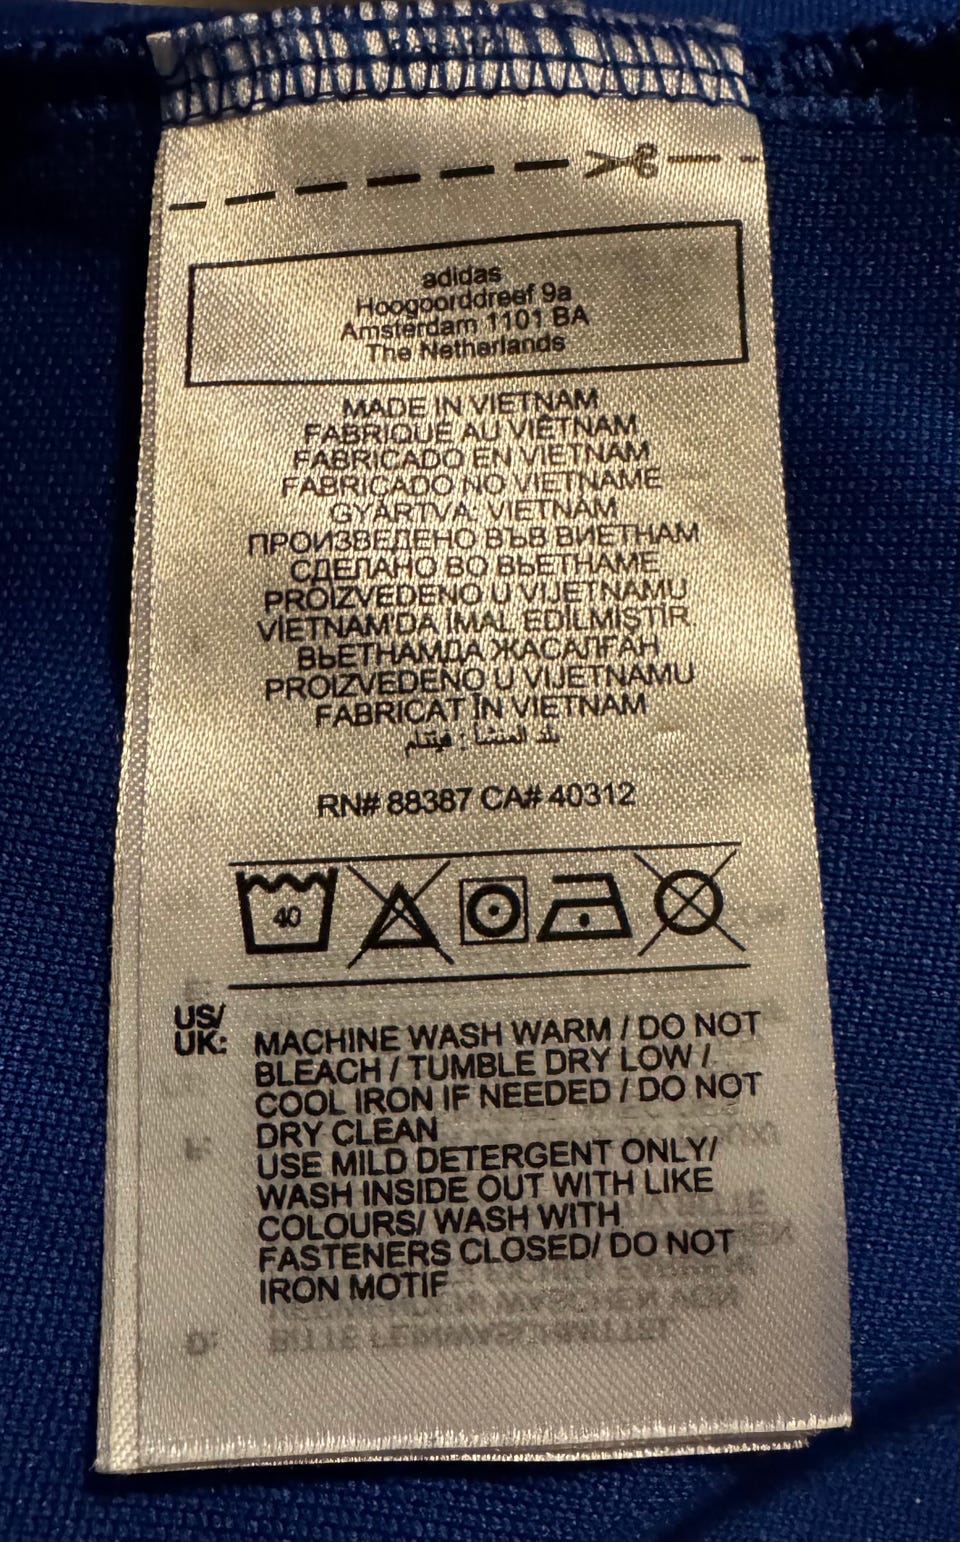 adidas
Hoogoorddreef 9a
Amsterdam 1101 BA
The Netherlands
MADE IN VIETNAM
FABRIQUÉ AU VIETNAM
FABRICADO EN VIETNAM
FABRICADO NO VIETNAME
GYÁRTVA: VIETNAM
ПРОИЗВЕДЕНО ВЪВ ВИЕТНАМ
СДЕЛАНО ВО ВЬЕТНАМЕ
PROIZVEDENO U VIJETNAMU
VİETNAM'DA İMAL EDİLMİŞTİR.
ВЬЕТНАМДА ЖАСАЛҒАН
PROIZVEDENO U VIJETNAMU
FABRICAT ÎN VIETNAM
بلد المنشأ : فيتنام
RN# 88387 CA# 40312
40
US/
UK:
MACHINE WASH WARM / DO NOT
BLEACH / TUMBLE DRY LOW /
COOL IRON IF NEEDED / DO NOT
DRY CLEAN
USE MILD DETERGENT ONLY/
WASH INSIDE OUT WITH LIKE
COLOURS/ WASH WITH
FASTENERS CLOSED/ DO NOT
IRON MOTIF